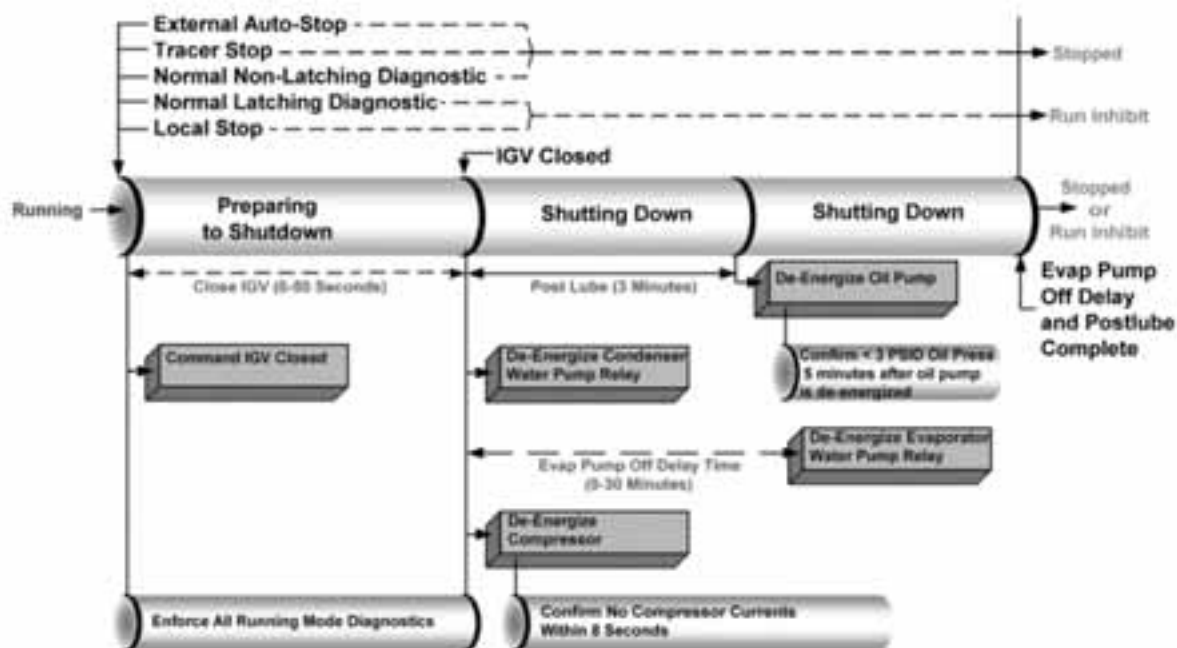 External Auto-Stop
Tracer Stop
Normal Non-Latching Diagnostic
Normal Latching Diagnostic
Local Stop
Stopped
Run Inhibit
IGV Closed
Running
Preparing
to Shutdown
Shutting Down
Shutting Down
Stopped
or
Run Inhibit
Close IGV (0-60 Seconds)
Post Lube (3 Minutes)
De-Energize Oil Pump
Evap Pump
Off Delay
and Postlube
Complete
Command IGV Closed
De-Energize Condenser
Water Pump Relay
Confirm < 3 PSID Oil Press
5 minutes after oil pump
is de-energized
Evap Pump Off Delay Time
(0-30 Minutes)
De-Energize Evaporator
Water Pump Relay
De-Energize
Compressor
Enforce All Running Mode Diagnostics
Confirm No Compressor Currents
Within 8 Seconds